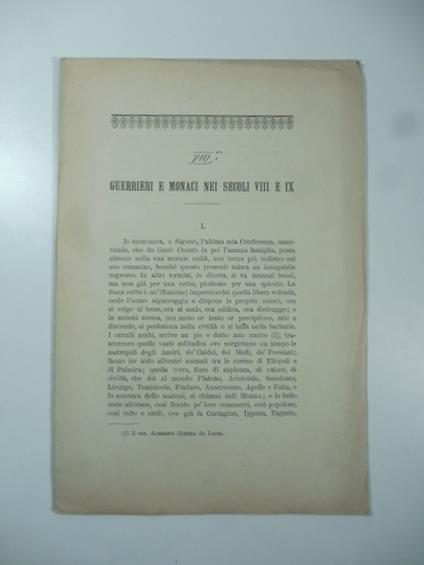 VIII.
GUERRIERI E MONACI NEI SECOLI VIII E IX
I.
Io terminava, o Signori, l'ultima mia Conferenza, osser-
vando, che da Gesù Cristo in poi l'umana famiglia, presa
almeno nella sua morale unità, non torna più indietro nel
suo cammino, benchè questo presenti talora un innegabile
regresso. In altri termini, io diceva, si va innanzi bensì,
ma non già per una retta, piuttosto per una spirale. La
linea retta è un'illusione; imperciocchè quella libera volontà,
onde l'uomo signoreggia e dispone le proprie azioni, ora
si volge al bene, ora al male, ora edifica, ora distrugge; e
la società stessa, con moto or lento or precipitoso, sale e
discende, si perfeziona nella civiltà o si tuffa nella barbarie.
I cavalli arabi, scrive un pio e dotto mio amico (1), tra-
scorrono quelle vaste solitudini ove sorgevano un tempo le
metropoli degli Assiri, de' Caldei, dei Medi, de' Persiani;
fanno lor nido silvestri animali tra le rovine di Eliopoli e
di Palmira; quella terra, fiore di sapienza, di valore, di
civiltà, che diè al mondo Platone, Aristotele, Senofonte,
Licurgo, Temistocle, Pindaro, Anacreonte, Apelle e Fidia, e
fu maestra delle nazioni, si chiamò indi Morea; e le belle
coste africane, così floride pe' loro commerci, così popolose,
così colte e civili, ove già fu Cartagine, Ippona, Tagaste,
(1) Il can. Almerico Guerra da Lucca.